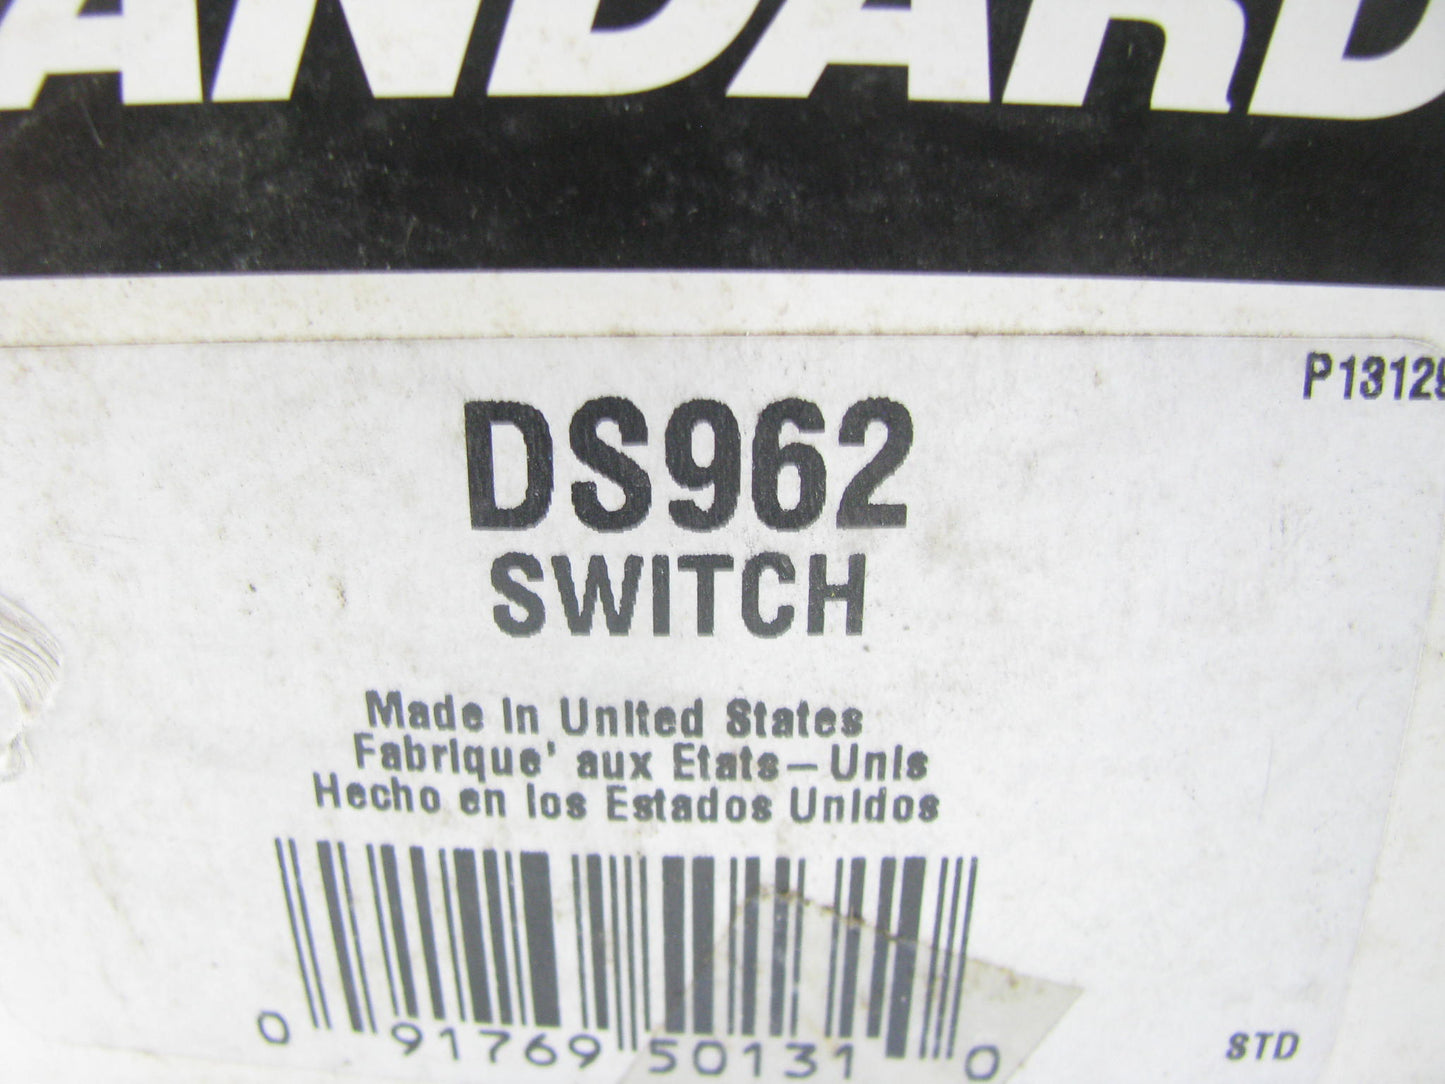 ANDARD
DS962
SWITCH
Made In United States
Fabrique' aux Etats-Unis
Hecho en los Estados Unidos
0 91769 50131 0
STD